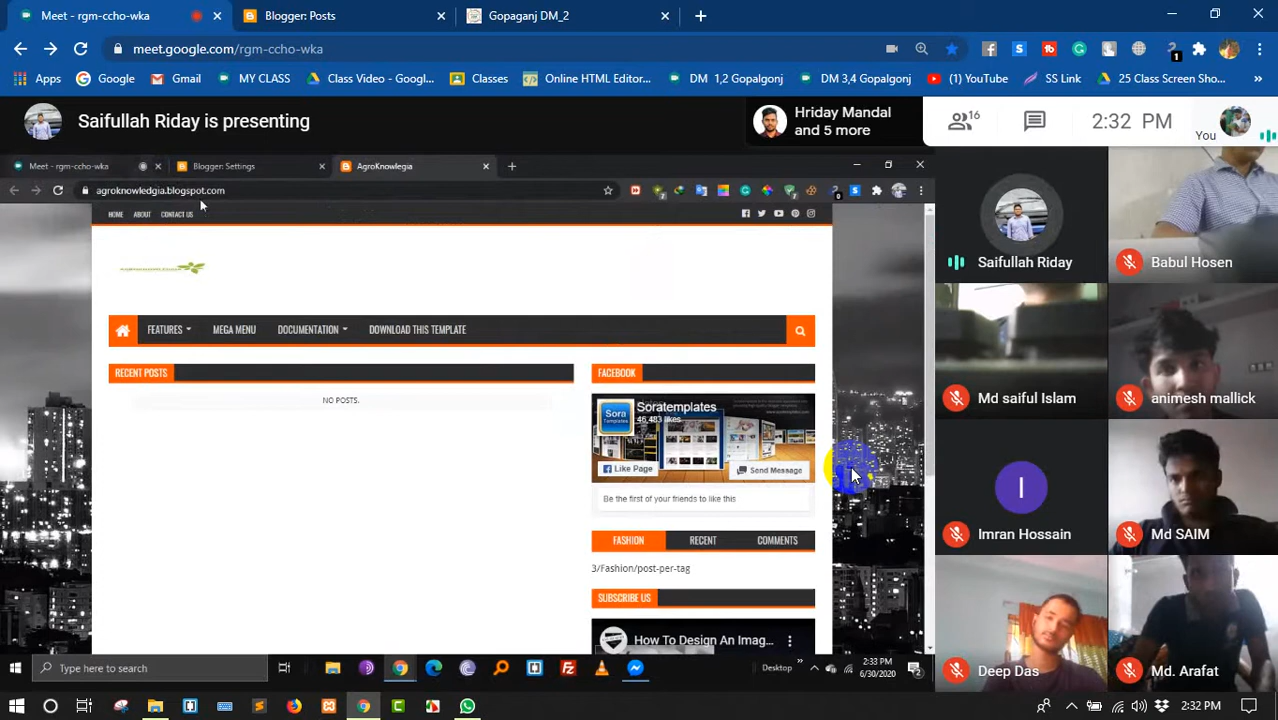 Meet - rgm-ccho-wka
Blogger: Posts
Gopaganj DM_2
meet.google.com/rgm-ccho-wka
1
Apps
Google
Gmail
MY CLASS
Class Video - Googl...
Classes
Online HTML Editor...
DM 1,2 Gopalgonj
DM 3,4 Gopalgonj
(1) YouTube
SS Link
25 Class Screen Sho...
Saifullah Riday is presenting
Hriday Mandal
and 5 more
16
2:32 PM
You
Meet - rgm-ccho-wka
Blogger: Settings
AgroKnowlegia
agroknowledgia.blogspot.com
HOME
ABOUT
CONTACT US
FEATURES
MEGA MENU
DOCUMENTATION
DOWNLOAD THIS TEMPLATE
RECENT POSTS
NO POSTS.
FACEBOOK
Sora
Templates
Soratemplates
46,483 likes
Like Page
Send Message
Be the first of your friends to like this
FASHION
RECENT
COMMENTS
3/Fashion/post-per-tag
SUBSCRIBE US
How To Design An Imag...
Saifullah Riday
Babul Hosen
Md saiful Islam
animesh mallick
I
Imran Hossain
Md SAIM
Deep Das
Md. Arafat
Type here to search
Desktop
2:33 PM
6/30/2020
2
2:32 PM